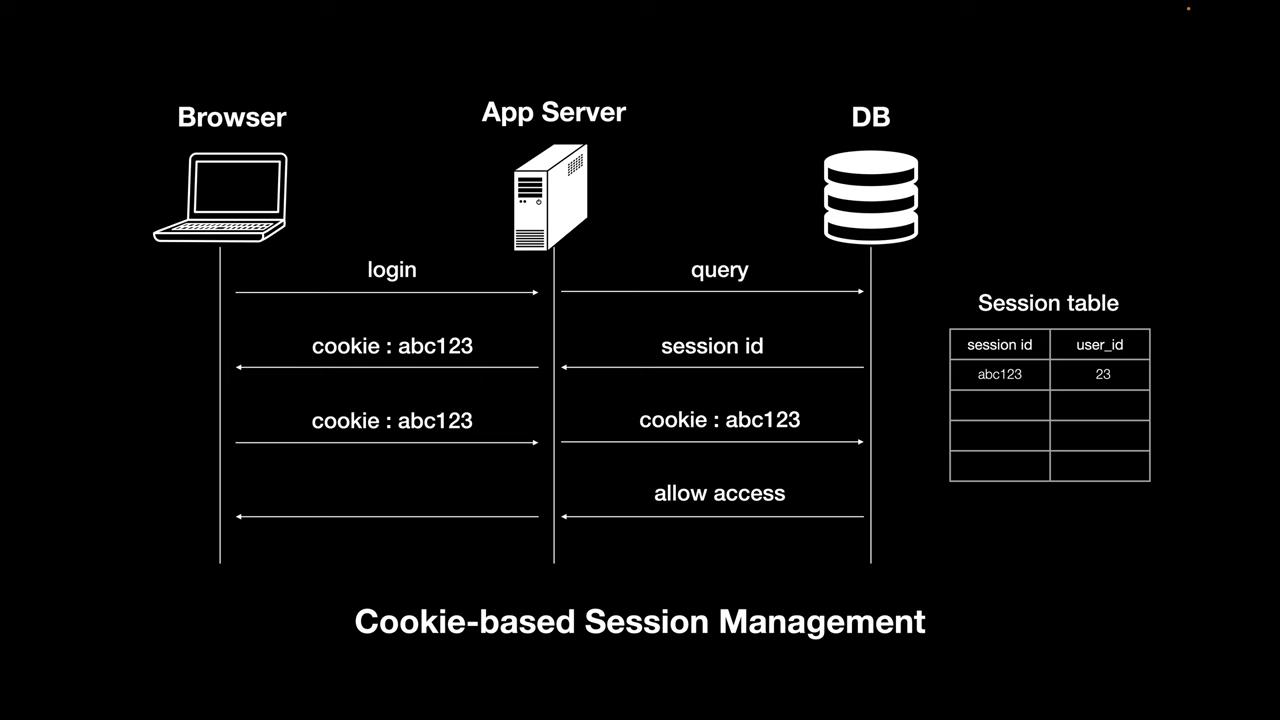 Browser
App Server
DB
login
query
cookie : abc123
session id
cookie : abc123
cookie : abc123
allow access
Session table
session id user_id
abc123 23
Cookie-based Session Management